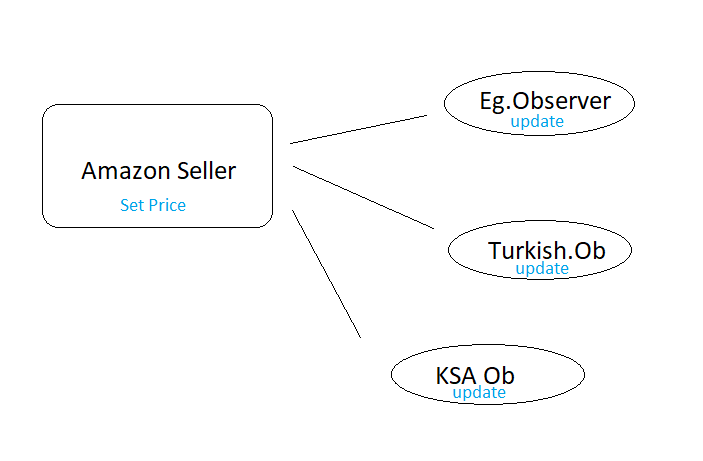 Amazon Seller
Set Price
Eg.Observer
update
Turkish.Ob
update
KSA Ob
update